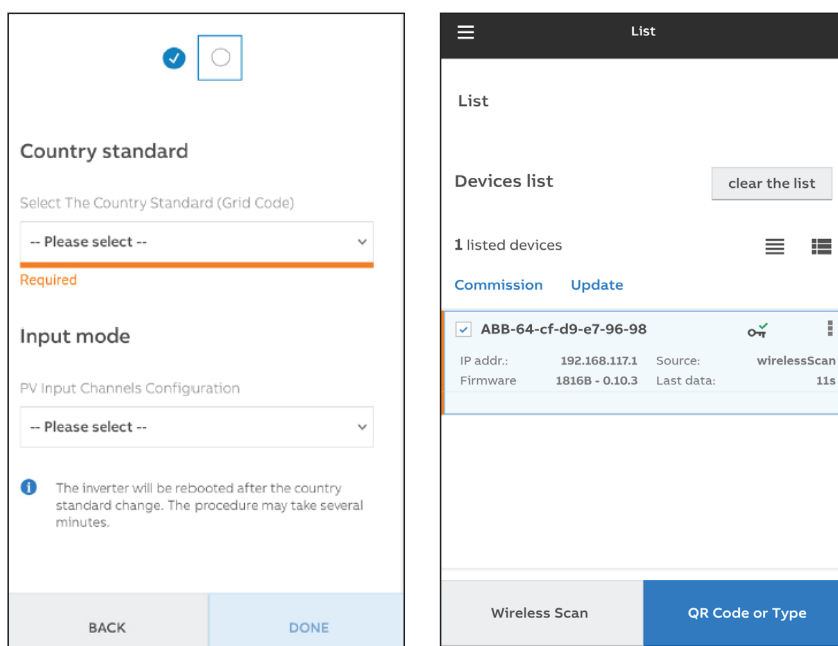 Country standard
Select The Country Standard (Grid Code)
-- Please select --
Required
Input mode
PV Input Channels Configuration
-- Please select --
The inverter will be rebooted after the country
standard change. The procedure may take several
minutes.
BACK DONE
List
List
Devices list clear the list
1 listed devices
Commission Update
ABB-64-cf-d9-e7-96-98
IP addr.: 192.168.117.1 Source: wirelessScan
Firmware 1816B - 0.10.3 Last data: 11s
Wireless Scan QR Code or Type